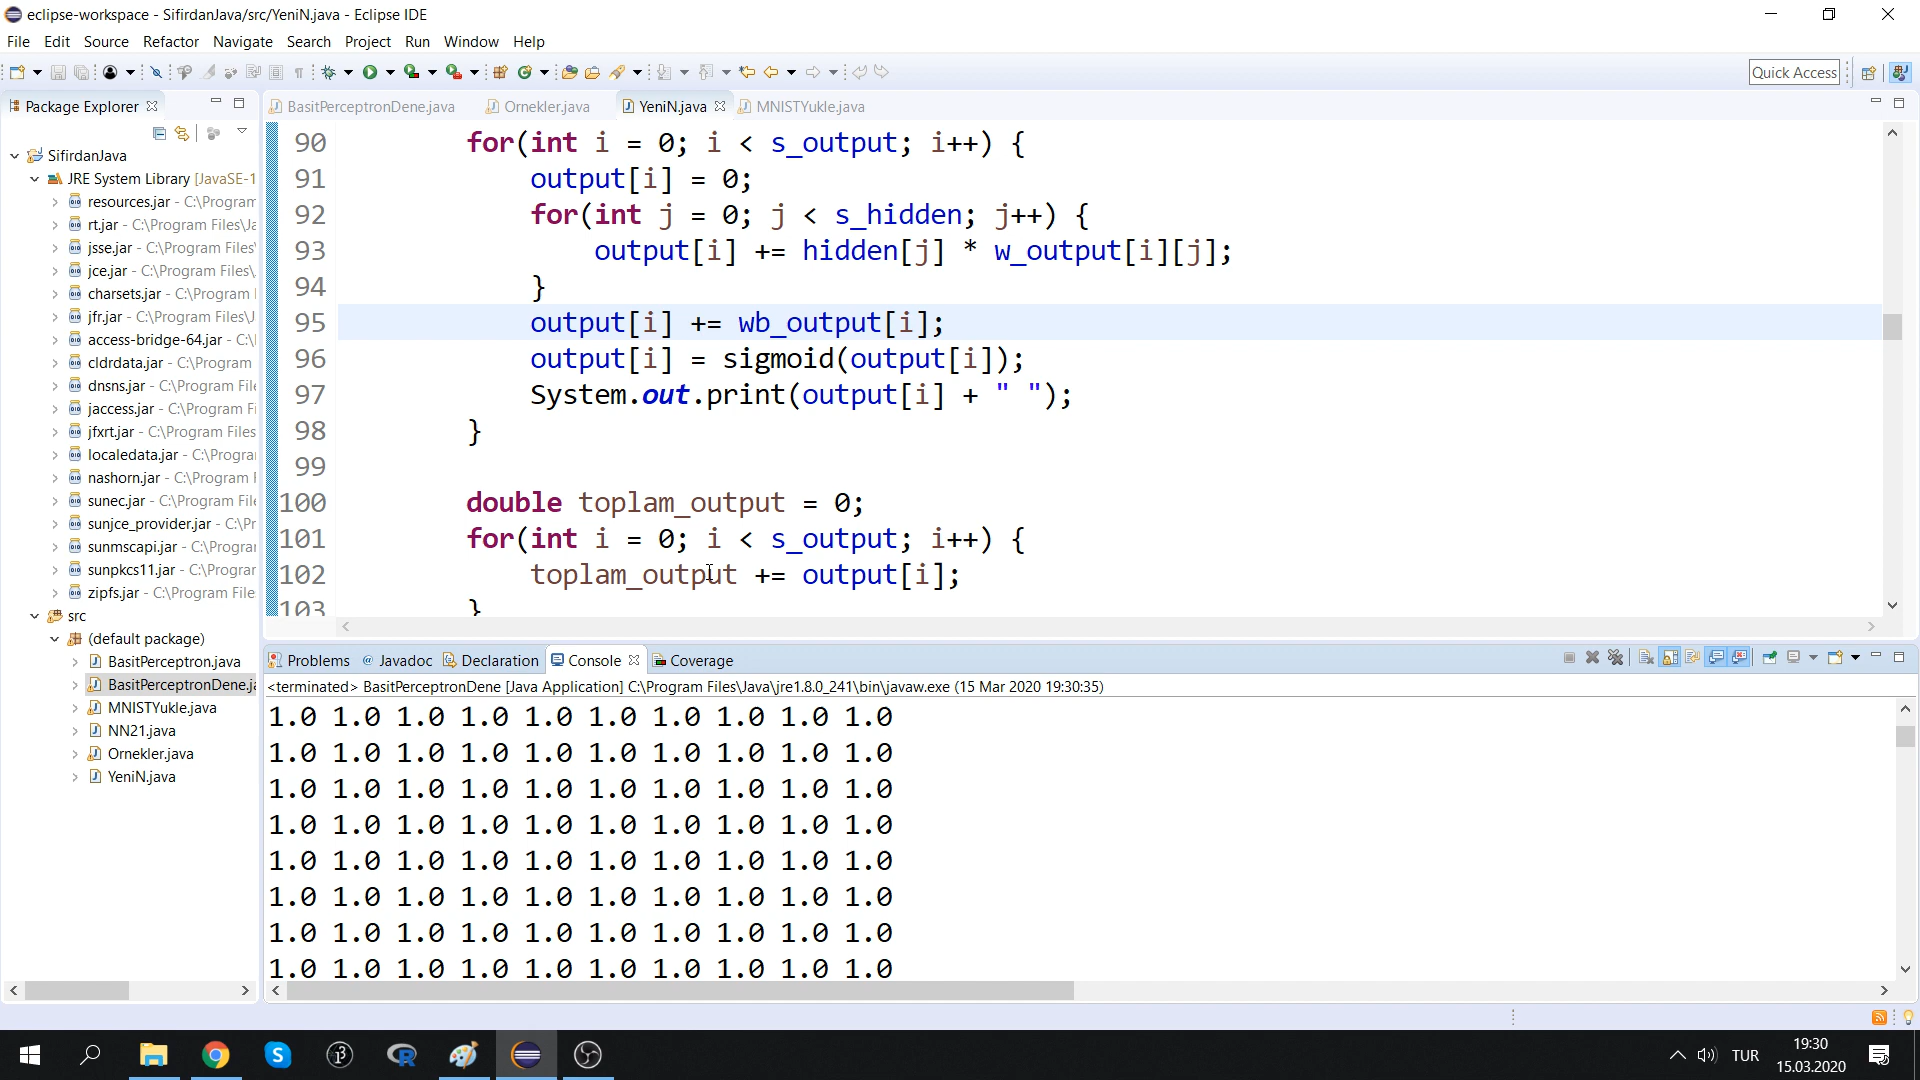 eclipse-workspace - SifirdanJava/src/YeniN.java - Eclipse IDE
File Edit Source Refactor Navigate Search Project Run Window Help
Quick Access
Package Explorer
BasitPerceptronDene.java Ornekler.java YeniN.java MNISTYukle.java
SifirdanJava
JRE System Library [JavaSE-1
resources.jar - C:\Program
rt.jar - C:\Program Files\Ja
jsse.jar - C:\Program Files\
jce.jar - C:\Program Files\
charsets.jar - C:\Program
jfr.jar - C:\Program Files\J
access-bridge-64.jar - C:\
cldrdata.jar - C:\Program
dnsns.jar - C:\Program File
jaccess.jar - C:\Program Fi
jfxrt.jar - C:\Program Files
localedata.jar - C:\Progra
nashorn.jar - C:\Program
sunec.jar - C:\Program File
sunjce_provider.jar - C:\Pr
sunmscapi.jar - C:\Progra
sunpkcs11.jar - C:\Progra
zipfs.jar - C:\Program File
src
(default package)
BasitPerceptron.java
BasitPerceptronDene.ja
MNISTYukle.java
NN21.java
Ornekler.java
YeniN.java
90 for(int i = 0; i < s_output; i++) {
91 output[i] = 0;
92 for(int j = 0; j < s_hidden; j++) {
93 output[i] += hidden[j] * w_output[i][j];
94 }
95 output[i] += wb_output[i];
96 output[i] = sigmoid(output[i]);
97 System.out.print(output[i] + " ");
98 }
99
100 double toplam_output = 0;
101 for(int i = 0; i < s_output; i++) {
102 toplam_output += output[i];
103 }
Problems Javadoc Declaration Console Coverage
<terminated> BasitPerceptronDene [Java Application] C:\Program Files\Java\jre1.8.0_241\bin\javaw.exe (15 Mar 2020 19:30:35)
1.0 1.0 1.0 1.0 1.0 1.0 1.0 1.0 1.0 1.0
1.0 1.0 1.0 1.0 1.0 1.0 1.0 1.0 1.0 1.0
1.0 1.0 1.0 1.0 1.0 1.0 1.0 1.0 1.0 1.0
1.0 1.0 1.0 1.0 1.0 1.0 1.0 1.0 1.0 1.0
1.0 1.0 1.0 1.0 1.0 1.0 1.0 1.0 1.0 1.0
1.0 1.0 1.0 1.0 1.0 1.0 1.0 1.0 1.0 1.0
1.0 1.0 1.0 1.0 1.0 1.0 1.0 1.0 1.0 1.0
1.0 1.0 1.0 1.0 1.0 1.0 1.0 1.0 1.0 1.0
TUR
19:30
15.03.2020